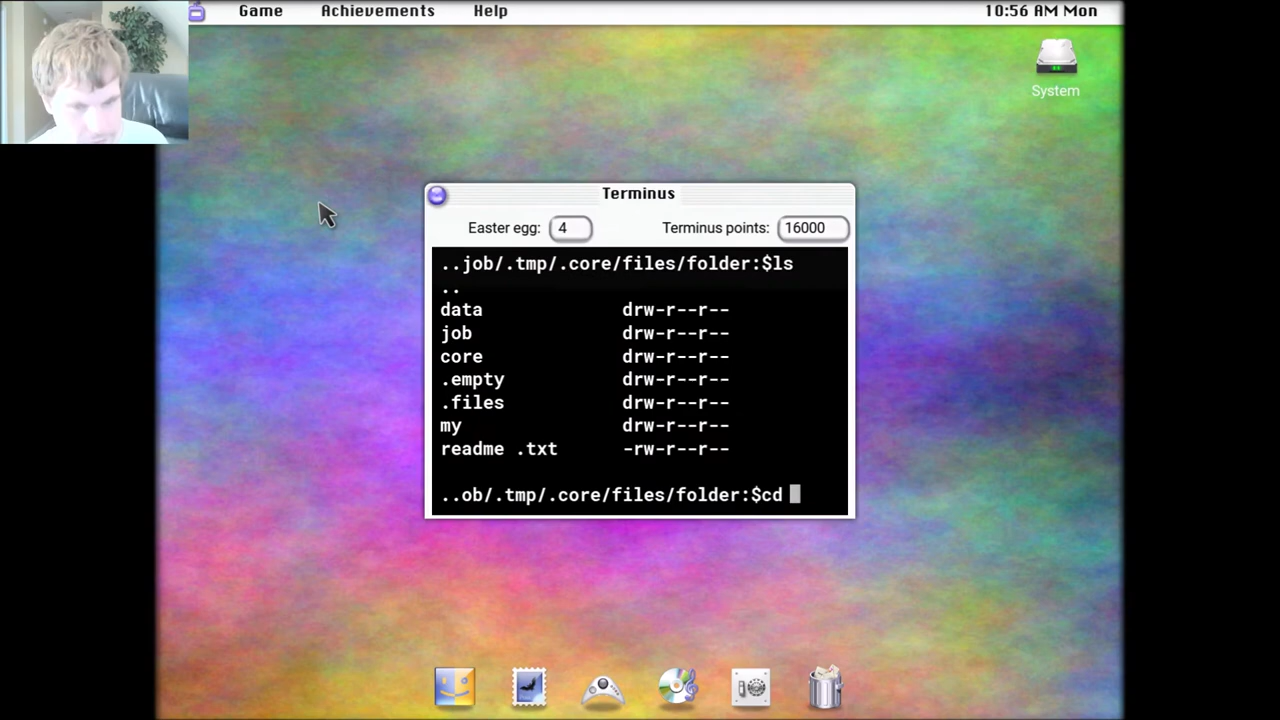 Game Achievements Help 10:56 AM Mon
System
Terminus
Easter egg: 4 Terminus points: 16000
..job/.tmp/.core/files/folder:$ls
..
data drw-r--r--
job drw-r--r--
core drw-r--r--
.empty drw-r--r--
.files drw-r--r--
my drw-r--r--
readme .txt -rw-r--r--
..ob/.tmp/.core/files/folder:$cd